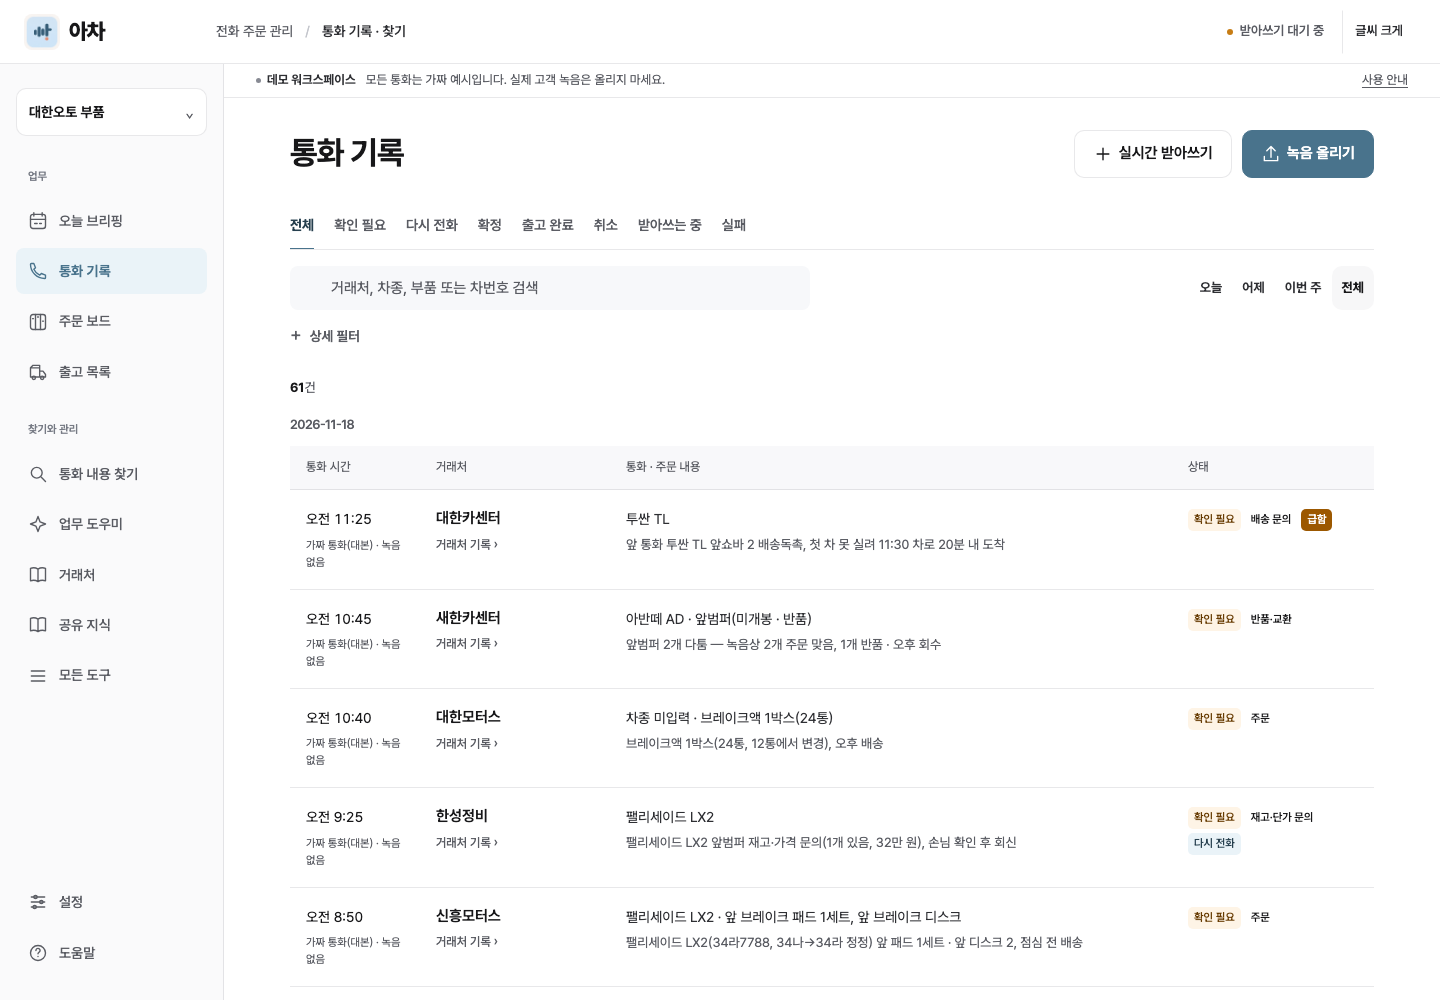 아차
전화 주문 관리 / 통화 기록 · 찾기
받아쓰기 대기 중
글씨 크게
데모 워크스페이스 모든 통화는 가짜 예시입니다. 실제 고객 녹음은 올리지 마세요.
사용 안내
대한오토 부품
업무
오늘 브리핑
통화 기록
주문 보드
출고 목록
찾기와 관리
통화 내용 찾기
업무 도우미
거래처
공유 지식
모든 도구
설정
도움말
통화 기록
실시간 받아쓰기
녹음 올리기
전체 확인 필요 다시 전화 확정 출고 완료 취소 받아쓰는 중 실패
거래처, 차종, 부품 또는 차번호 검색
오늘 어제 이번 주 전체
+ 상세 필터
61건
2026-11-18
통화 시간 거래처 통화 · 주문 내용 상태
오전 11:25 대한카센터 투싼 TL 확인 필요 배송 문의 급함
가짜 통화(대본) · 녹음 거래처 기록 › 앞 통화 투싼 TL 앞쇼바 2 배송독촉, 첫 차 못 실려 11:30 차로 20분 내 도착
없음
오전 10:45 새한카센터 아반떼 AD · 앞범퍼(미개봉 · 반품) 확인 필요 반품·교환
가짜 통화(대본) · 녹음 거래처 기록 › 앞범퍼 2개 다툼 — 녹음상 2개 주문 맞음, 1개 반품 · 오후 회수
없음
오전 10:40 대한모터스 차종 미입력 · 브레이크액 1박스(24통) 확인 필요 주문
가짜 통화(대본) · 녹음 거래처 기록 › 브레이크액 1박스(24통, 12통에서 변경), 오후 배송
없음
오전 9:25 한성정비 팰리세이드 LX2 확인 필요 재고·단가 문의
가짜 통화(대본) · 녹음 거래처 기록 › 팰리세이드 LX2 앞범퍼 재고·가격 문의(1개 있음, 32만 원), 손님 확인 후 회신 다시 전화
없음
오전 8:50 신흥모터스 팰리세이드 LX2 · 앞 브레이크 패드 1세트, 앞 브레이크 디스크 확인 필요 주문
가짜 통화(대본) · 녹음 거래처 기록 › 팰리세이드 LX2(34라7788, 34나→34라 정정) 앞 패드 1세트 · 앞 디스크 2, 점심 전 배송
없음